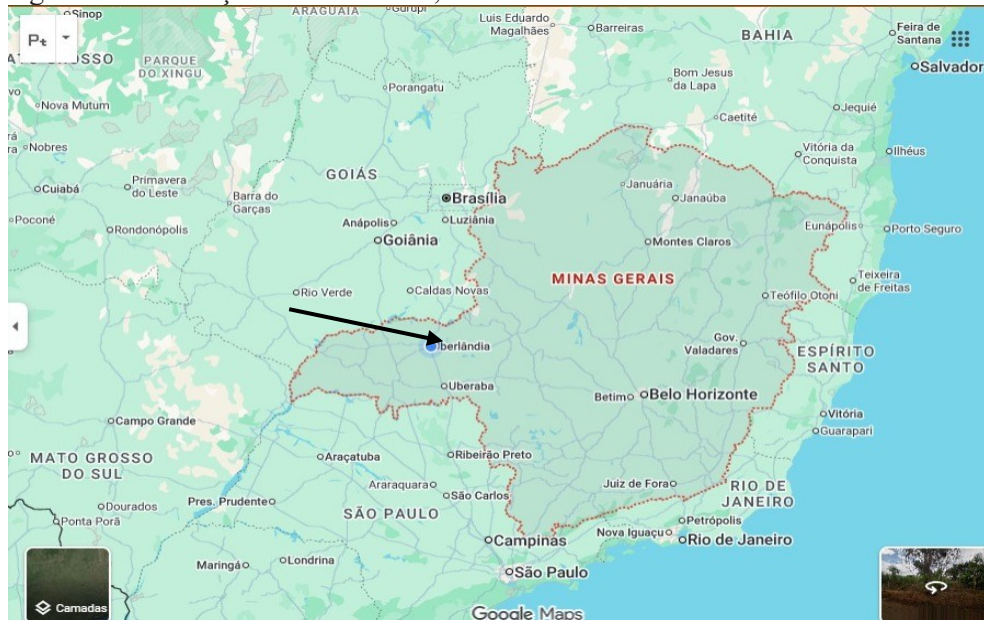 Sinop
ARAGUAIA
Gurupi
Luis Eduardo
Magalhães
Barreiras
BAHIA
Feira de
Santana
Pt
SSO
PARQUE
DO XINGU
Salvador
Porangatu
Bom Jesus
da Lapa
Nova Mutum
Caetité
Jequié
Nobres
Vitória da
Conquista
Ilhéus
GOIÁS
Cuiabá
Primavera
do Leste
Barra do
Garças
Brasília
Januária
Janaúba
Poconé
Rondonópolis
Anápolis
Luziânia
Eunápolis
Porto Seguro
Goiânia
Montes Claros
MINAS GERAIS
Teixeira
de Freitas
Rio Verde
Caldas Novas
Teófilo Otoni
berlândia
Gov.
Valadares
ESPÍRITO
SANTO
Uberaba
Betim
Belo Horizonte
Campo Grande
Vitória
Guarapari
MATO GROSSO
DO SUL
Araçatuba
Ribeirão Preto
Araraquara
São Carlos
Juiz de Fora
RIO DE
JANEIRO
Dourados
Pres. Prudente
SÃO PAULO
Ponta Porã
Petrópolis
Campinas
Nova Iguaçu
Rio de Janeiro
Maringá
Londrina
São Paulo
Camadas
Google Maps